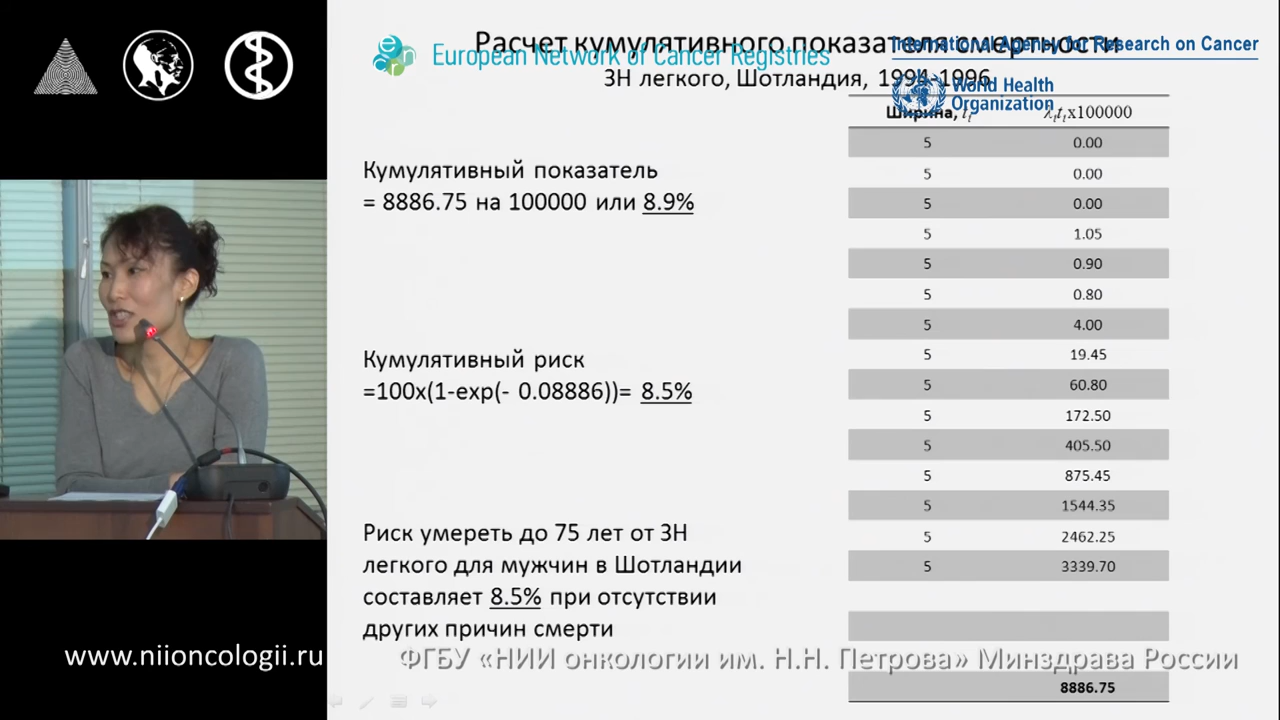 Расчет кумулятивного показателя смертности
European Network of Cancer Registries
International Agency for Research on Cancer
ЗН легкого, Шотландия, 1994-1996
World Health
Organization
Ширина, tᵢ λᵢtᵢx100000
5 0.00
5 0.00
5 0.00
5 1.05
5 0.90
5 0.80
5 4.00
5 19.45
5 60.80
5 172.50
5 405.50
5 875.45
5 1544.35
5 2462.25
5 3339.70
8886.75
Кумулятивный показатель
= 8886.75 на 100000 или 8.9%
Кумулятивный риск
=100x(1-exp(- 0.08886))= 8.5%
Риск умереть до 75 лет от ЗН
легкого для мужчин в Шотландии
составляет 8.5% при отсутствии
других причин смерти
www.niioncologii.ru
ФГБУ «НИИ онкологии им. Н.Н. Петрова» Минздрава России